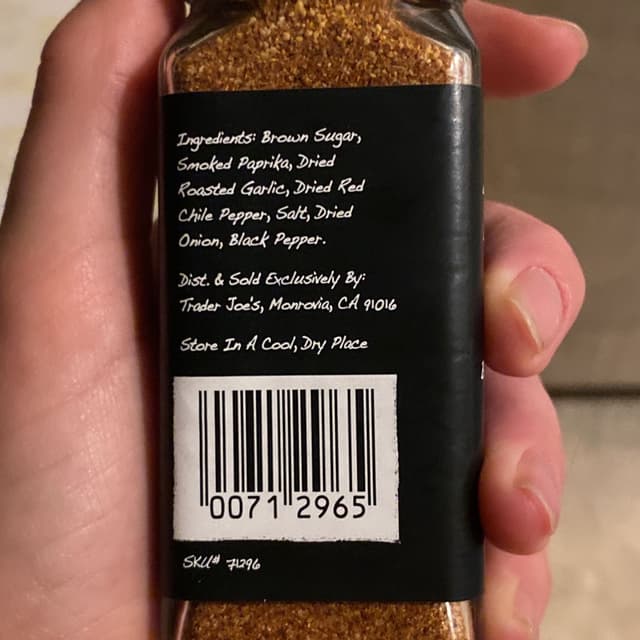 Ingredients: Brown Sugar,
Smoked Paprika, Dried
Roasted Garlic, Dried Red
Chile Pepper, Salt, Dried
Onion, Black Pepper.
Dist. & Sold Exclusively By:
Trader Joe's, Monrovia, CA 91016
Store In A Cool, Dry Place
0071 2965
SKU# 71296